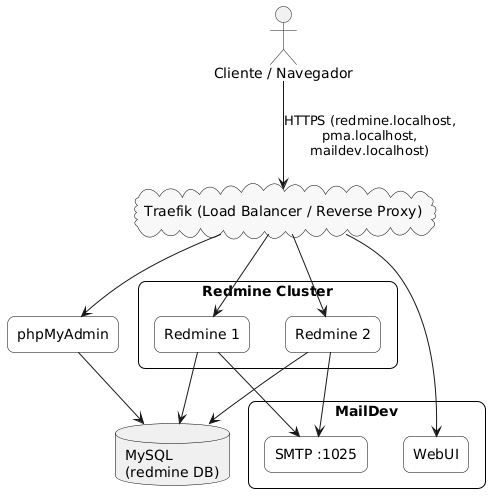 Cliente / Navegador
HTTPS (redmine.localhost,
pma.localhost,
maildev.localhost)
Traefik (Load Balancer / Reverse Proxy)
Redmine Cluster
phpMyAdmin
Redmine 1
Redmine 2
MailDev
MySQL
(redmine DB)
SMTP :1025
WebUI